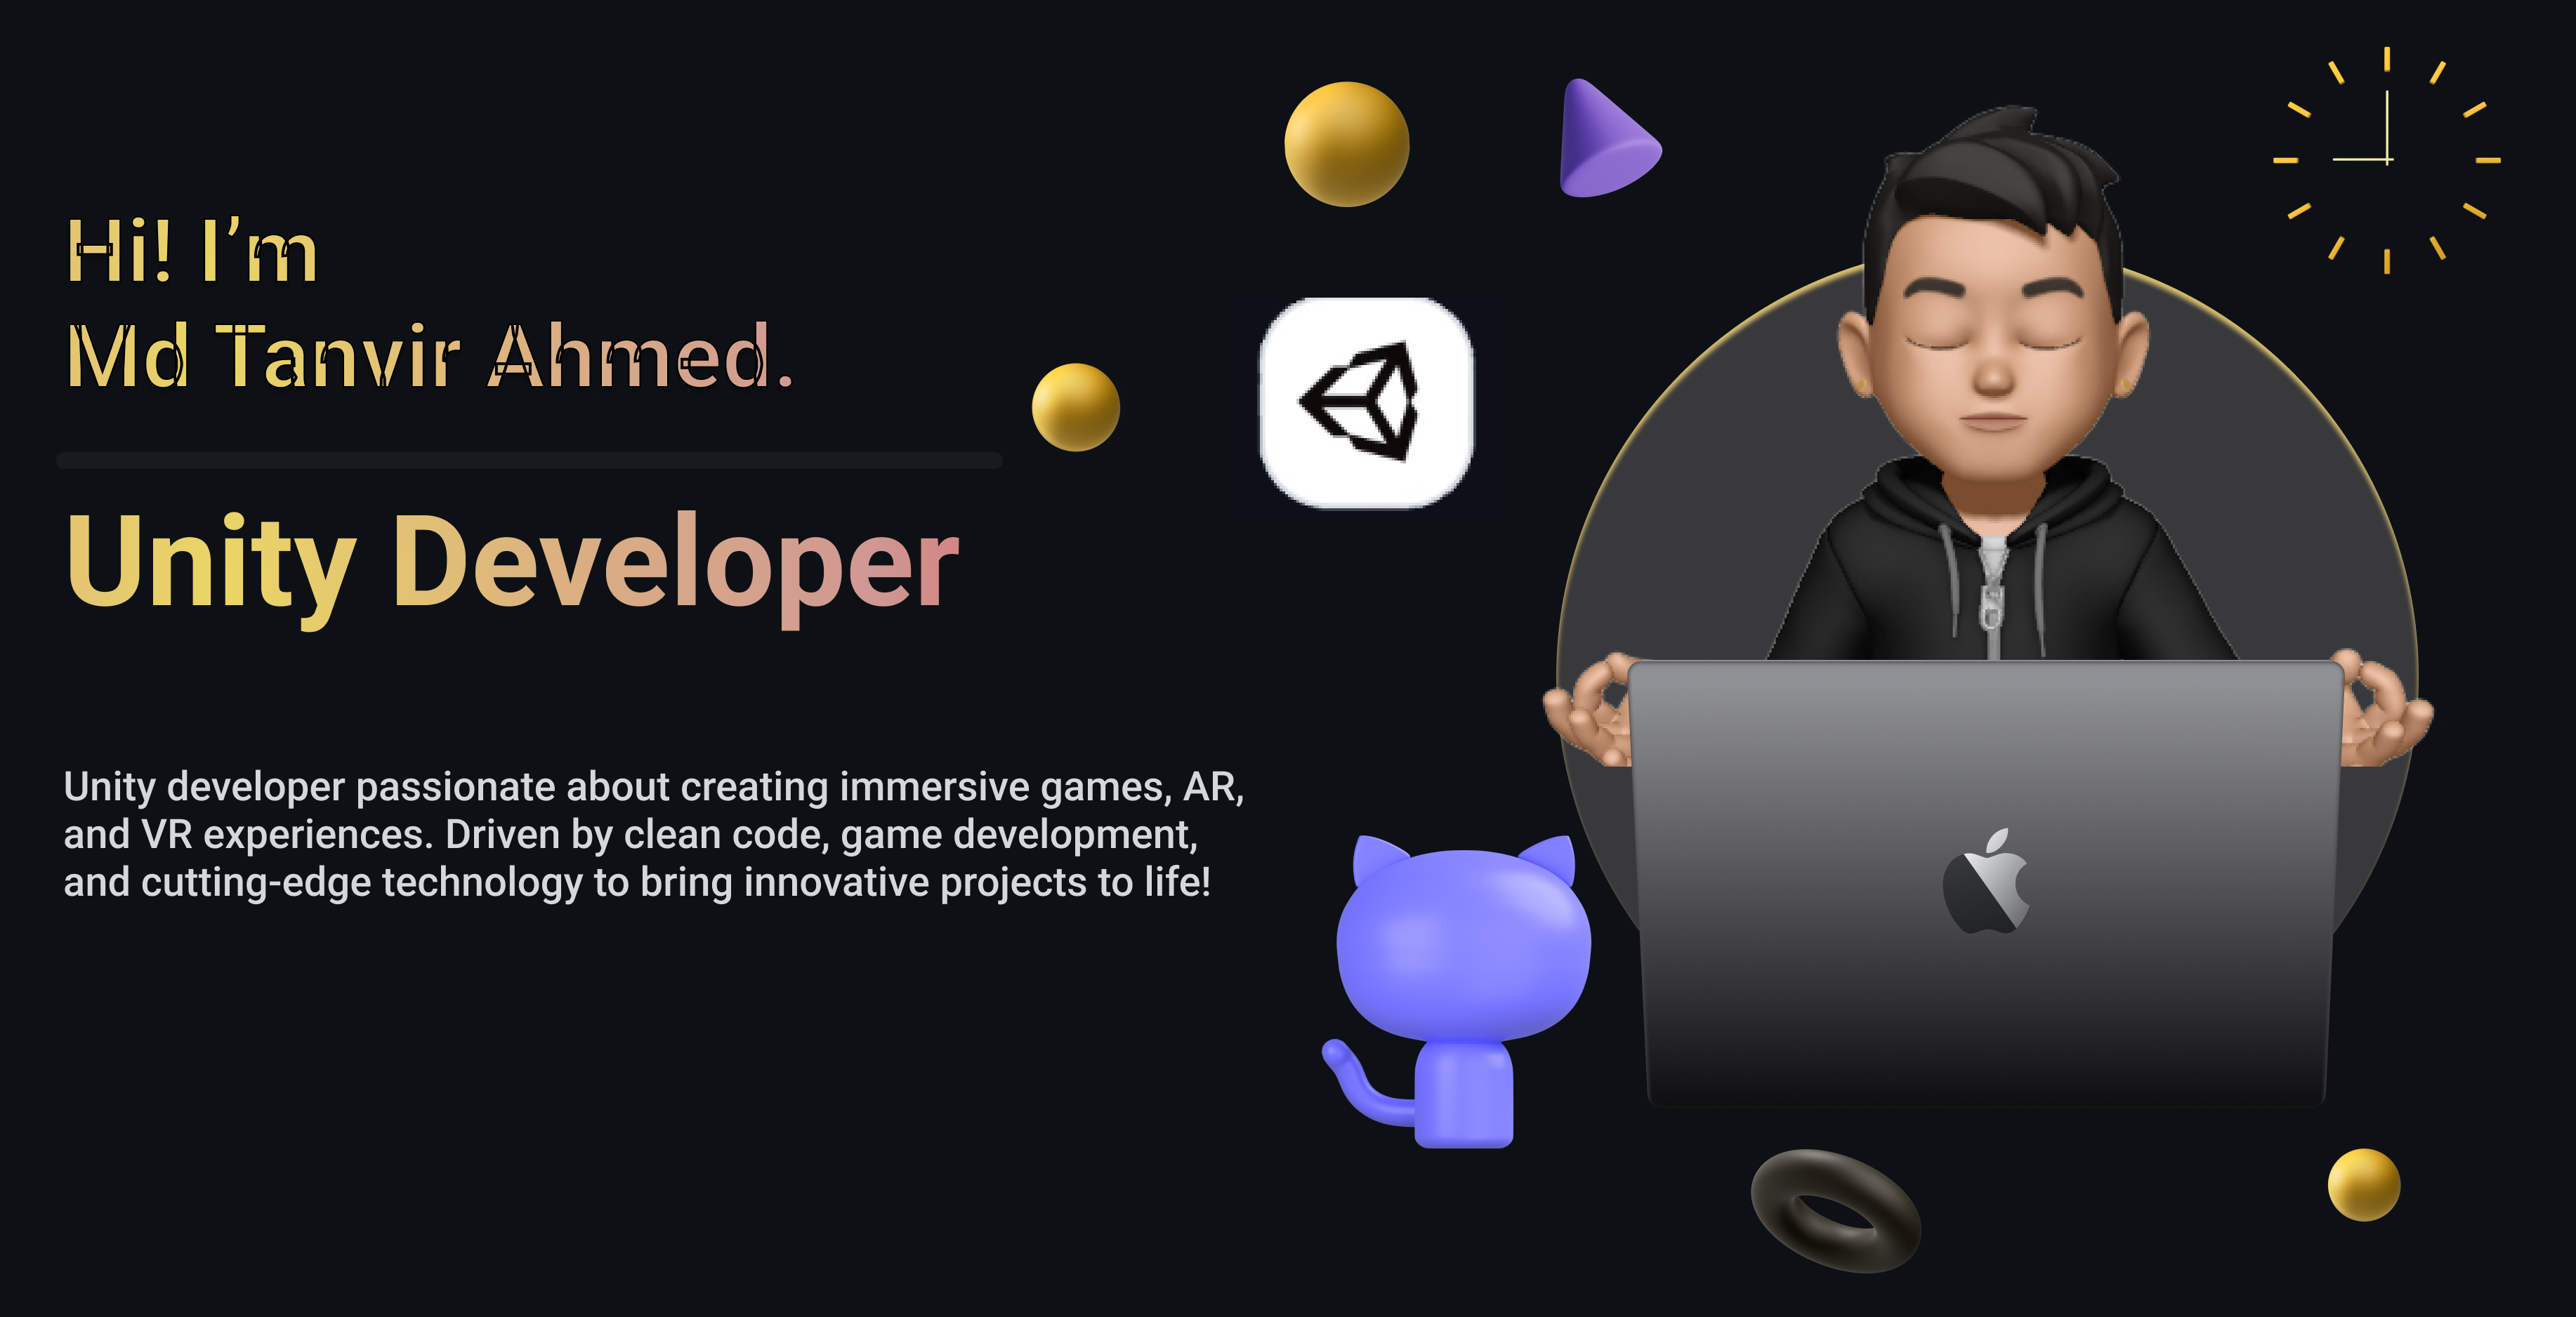 Hi! I’m
Md Tanvir Ahmed.
Unity Developer
Unity developer passionate about creating immersive games, AR,
and VR experiences. Driven by clean code, game development,
and cutting-edge technology to bring innovative projects to life!